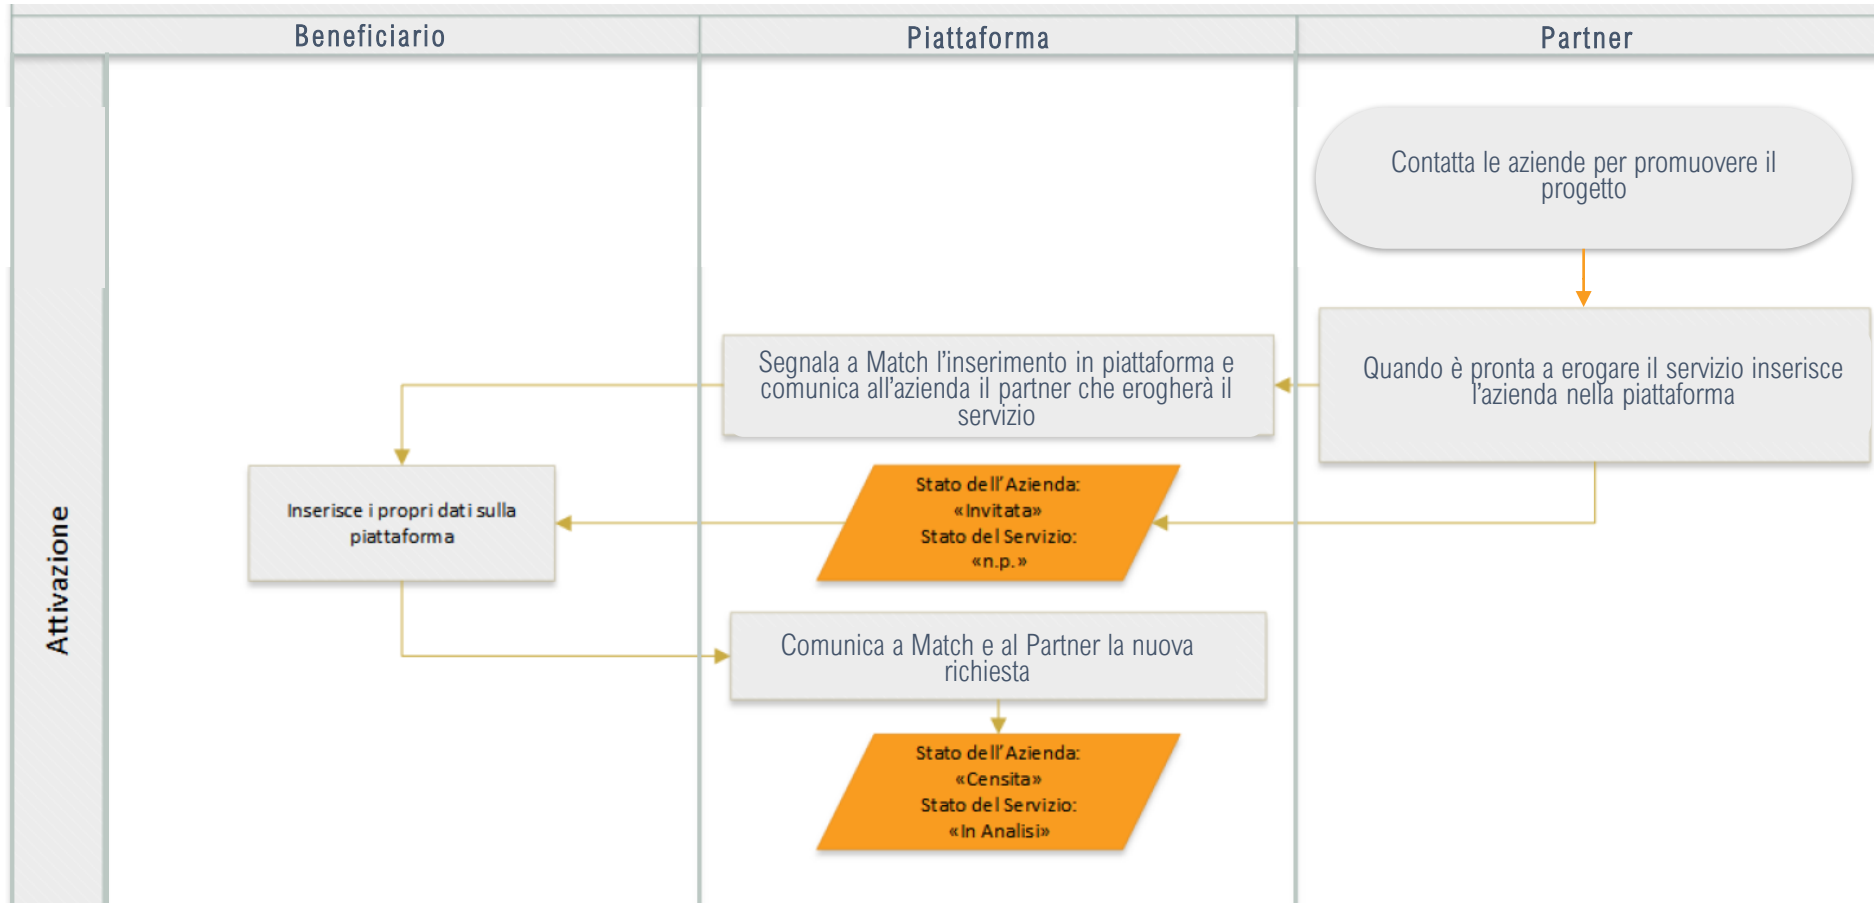 Beneficiario
Piattaforma
Partner
Attivazione
Contatta le aziende per promuovere il
progetto
Quando è pronta a erogare il servizio inserisce
l'azienda nella piattaforma
Segnala a Match l'inserimento in piattaforma e
comunica all'azienda il partner che erogherà il
servizio
Stato dell'Azienda:
«Invitata»
Stato del Servizio:
«n.p.»
Inserisce i propri dati sulla
piattaforma
Comunica a Match e al Partner la nuova
richiesta
Stato dell'Azienda:
«Censita»
Stato del Servizio:
«In Analisi»